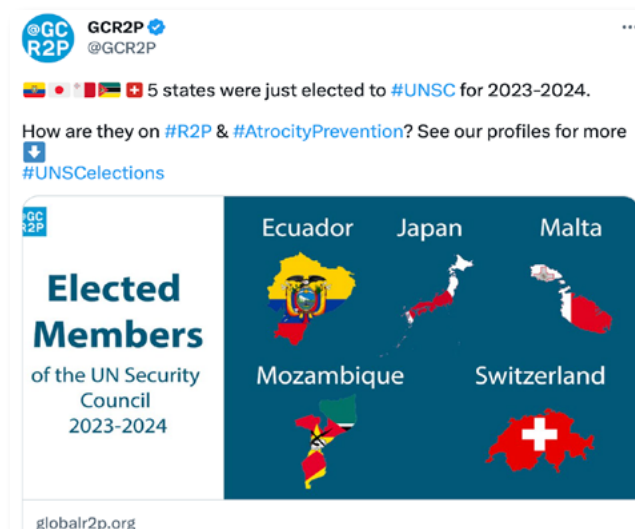 @GC
R2P
GCR2P
@GCR2P
5 states were just elected to #UNSC for 2023-2024.
How are they on #R2P & #AtrocityPrevention? See our profiles for more
#UNSCelections
@GC
R2P
Elected
Members
of the UN Security
Council
2023-2024
Ecuador Japan Malta
Mozambique Switzerland
globalr2p.org